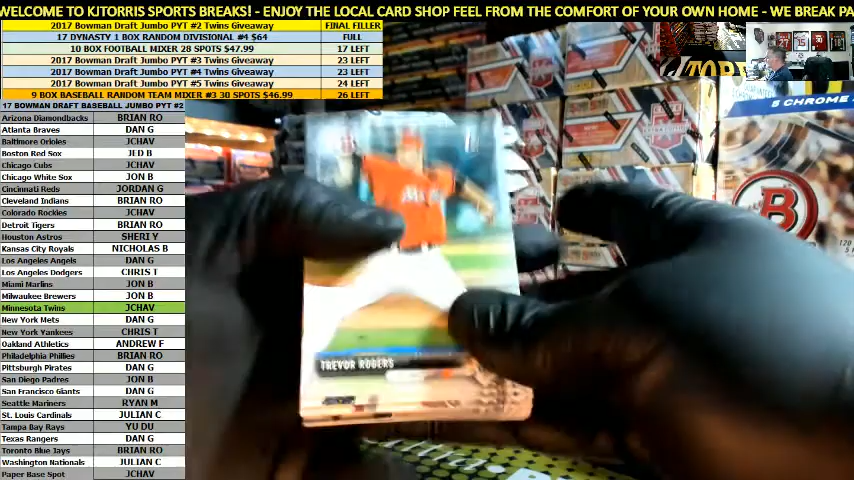 WELCOME TO KJTORRIS SPORTS BREAKS! - ENJOY THE LOCAL CARD SHOP FEEL FROM THE COMFORT OF YOUR OWN HOME - WE BREAK PA
2017 Bowman Draft Jumbo PYT #2 Twins Giveaway FINAL FILLER
17 DYNASTY 1 BOX RANDOM DIVISIONAL #4 $64 FULL
10 BOX FOOTBALL MIXER 28 SPOTS $47.99 17 LEFT
2017 Bowman Draft Jumbo PYT #3 Twins Giveaway 23 LEFT
2017 Bowman Draft Jumbo PYT #4 Twins Giveaway 23 LEFT
2017 Bowman Draft Jumbo PYT #5 Twins Giveaway 24 LEFT
9 BOX BASEBALL RANDOM TEAM MIXER #3 30 SPOTS $46.99 26 LEFT
17 BOWMAN DRAFT BASEBALL JUMBO PYT #2
Arizona Diamondbacks BRIAN RO
Atlanta Braves DAN G
Baltimore Orioles JCHAV
Boston Red Sox JED B
Chicago Cubs JCHAV
Chicago White Sox JON B
Cincinnati Reds JORDAN G
Cleveland Indians BRIAN RO
Colorado Rockies JCHAV
Detroit Tigers BRIAN RO
Houston Astros SHERI Y
Kansas City Royals NICHOLAS B
Los Angeles Angels DAN G
Los Angeles Dodgers CHRIS T
Miami Marlins JON B
Milwaukee Brewers JON B
Minnesota Twins JCHAV
New York Mets DAN G
New York Yankees CHRIS T
Oakland Athletics ANDREW F
Philadelphia Phillies BRIAN RO
Pittsburgh Pirates DAN G
San Diego Padres JON B
San Francisco Giants DAN G
Seattle Mariners RYAN M
St. Louis Cardinals JULIAN C
Tampa Bay Rays YU DU
Texas Rangers DAN G
Toronto Blue Jays BRIAN RO
Washington Nationals JULIAN C
Paper Base Spot JCHAV
TREVOR ROGERS
5 CHROME
B
120